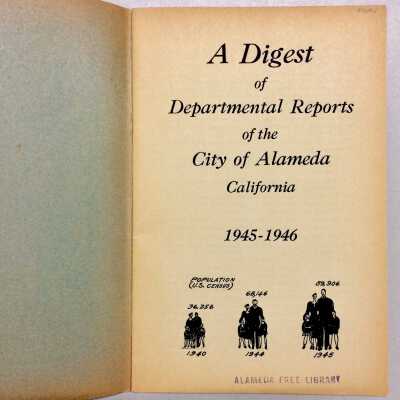 A Digest
of
Departmental Reports
of the
City of Alameda
California
1945-1946
POPULATION
(U.S. CENSUS)
36,256
68,146
89,906
1940
1944
1945
ALAMEDA FREE LIBRARY